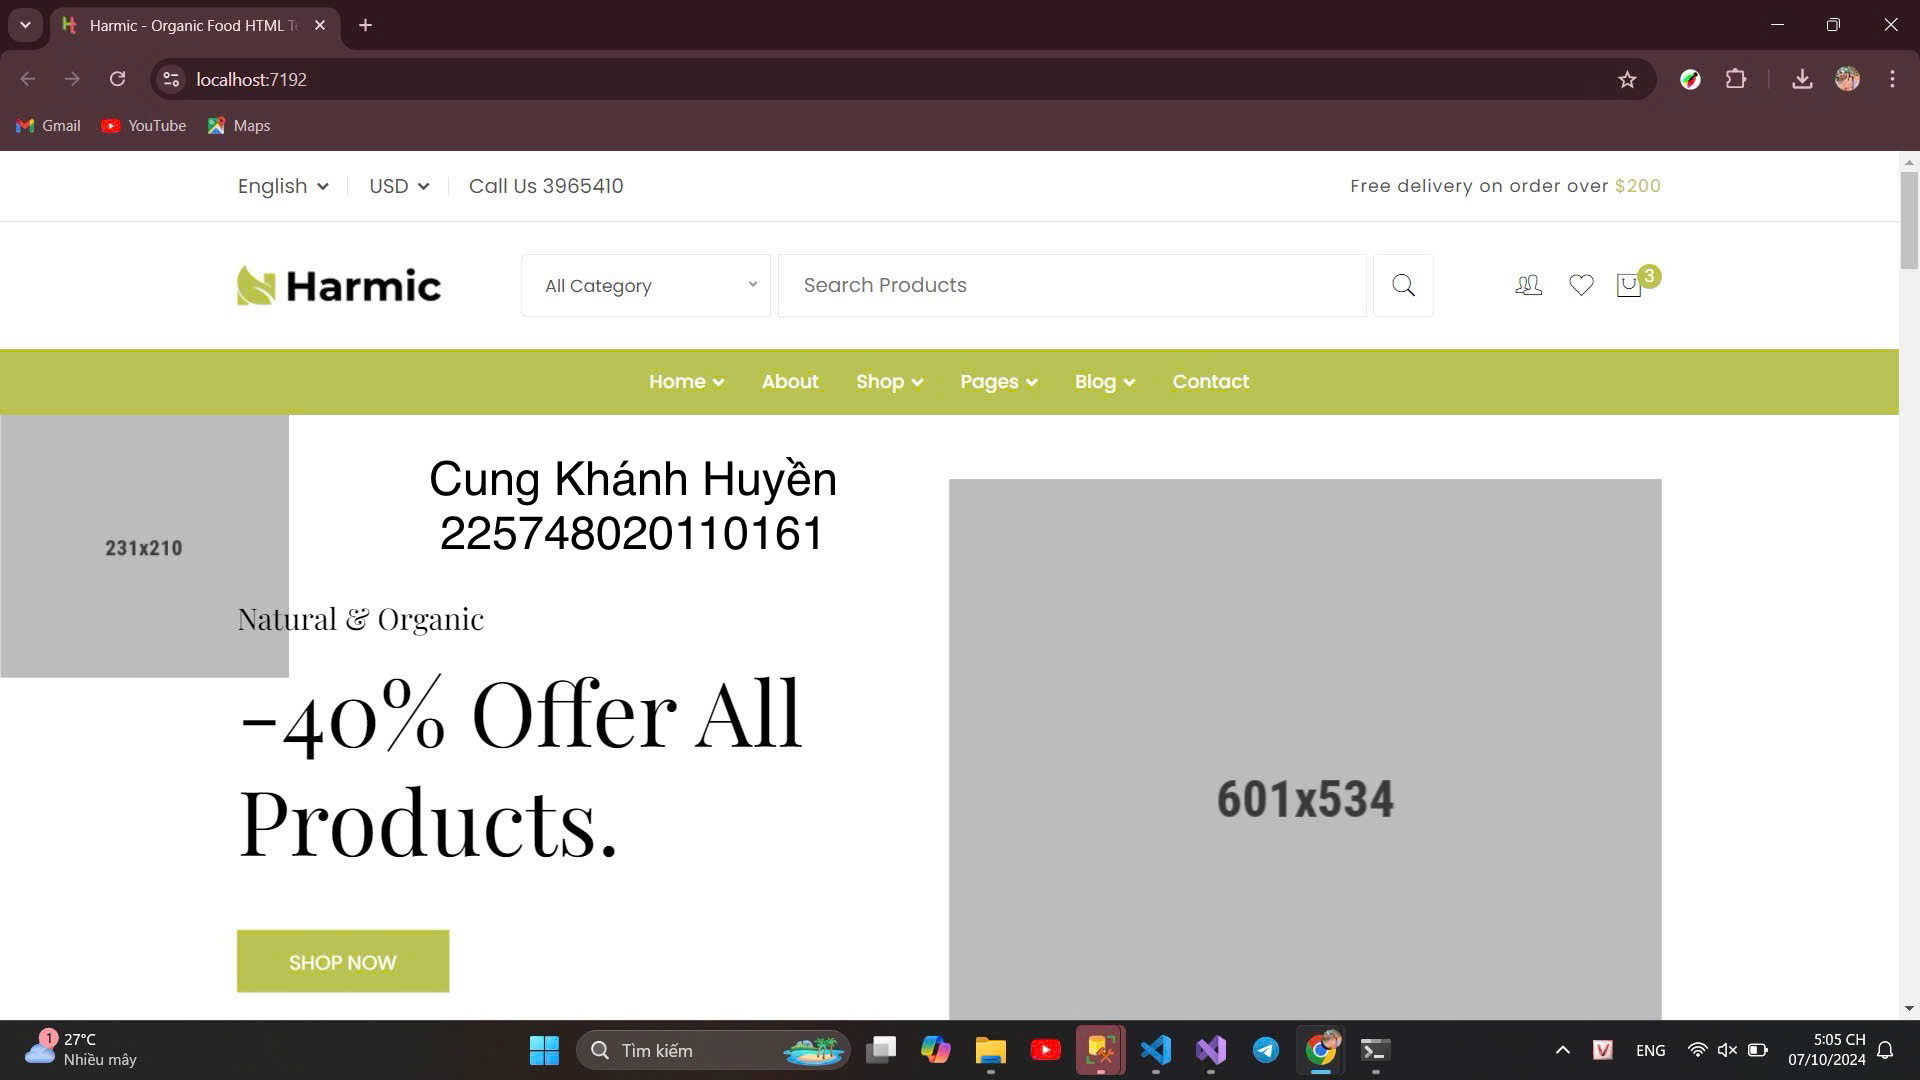 Harmic - Organic Food HTML Te
localhost:7192
Gmail YouTube Maps
English USD Call Us 3965410 Free delivery on order over $200
Harmic All Category Search Products 3
Home About Shop Pages Blog Contact
Cung Khánh Huyền
225748020110161
231x210
Natural & Organic
-40% Offer All
Products.
601x534
SHOP NOW
1 27°C
Nhiều mây
Tìm kiếm
V ENG
5:05 CH
07/10/2024